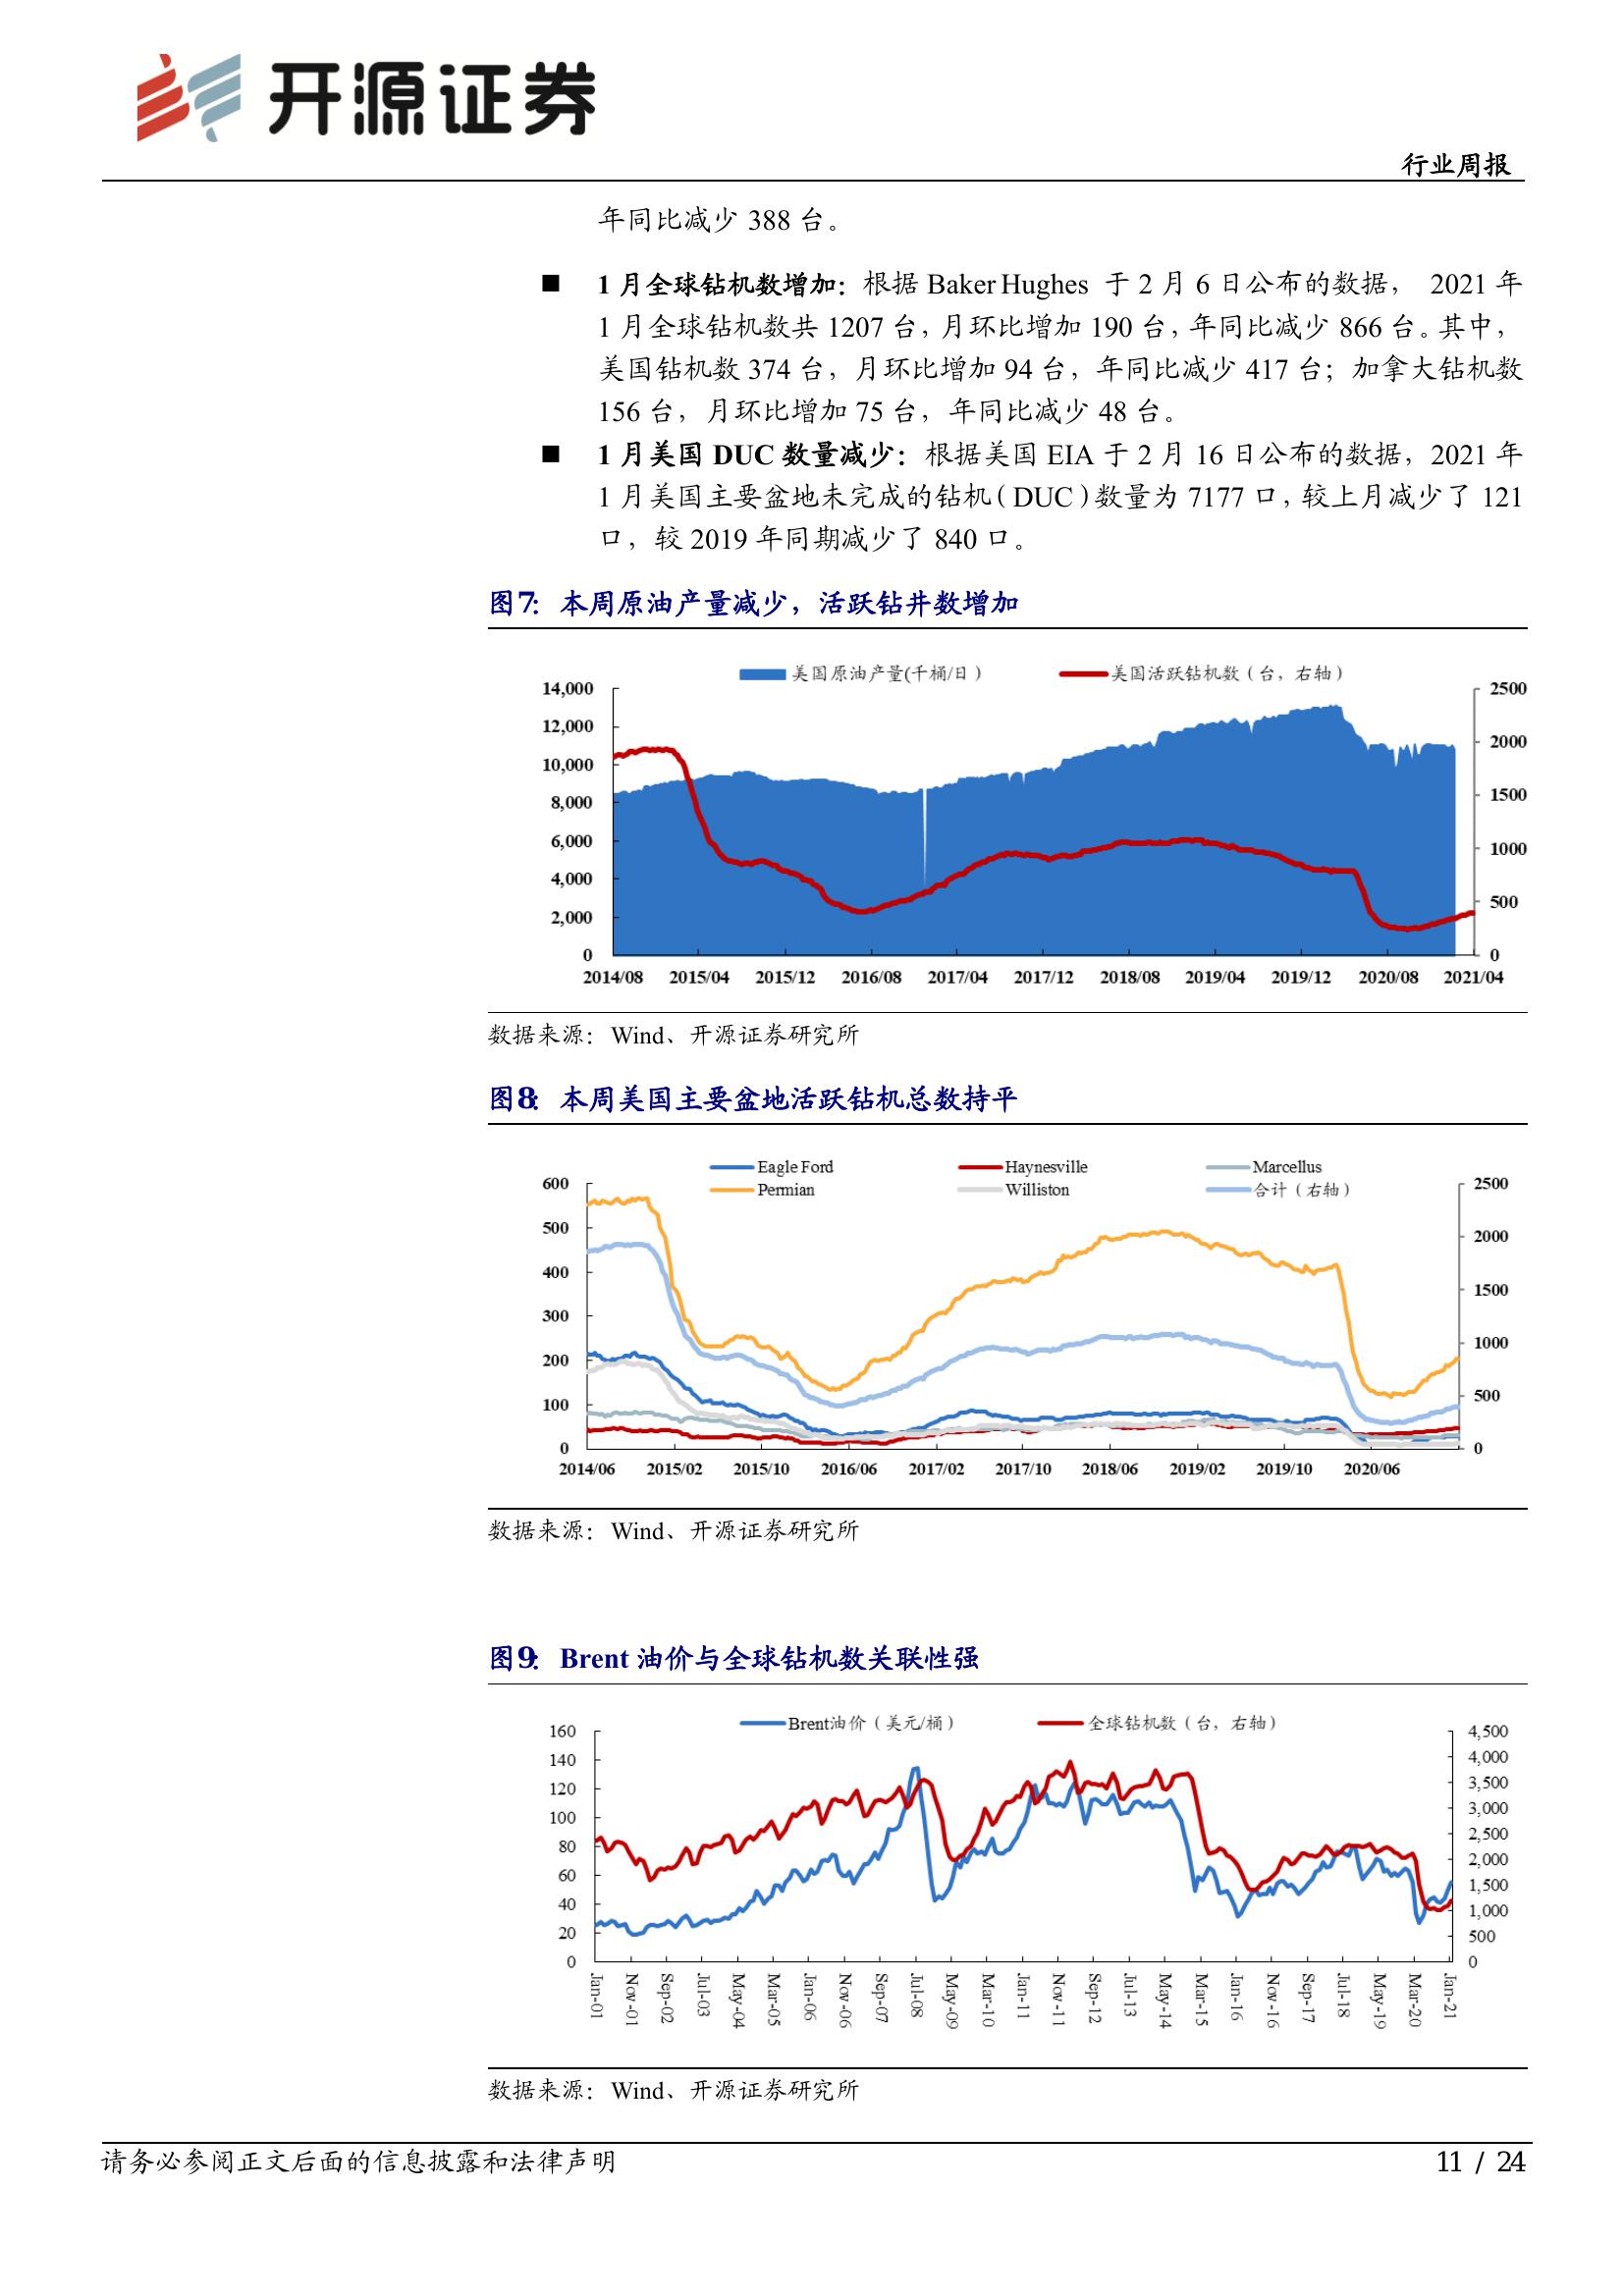 开源证券
行业周报
年同比减少 388 台。
■ 1 月全球钻机数增加：根据 Baker Hughes 于 2 月 6 日公布的数据， 2021 年
1 月全球钻机数共 1207 台，月环比增加 190 台，年同比减少 866 台。其中，
美国钻机数 374 台，月环比增加 94 台，年同比减少 417 台；加拿大钻机数
156 台，月环比增加 75 台，年同比减少 48 台。
■ 1 月美国 DUC 数量减少：根据美国 EIA 于 2 月 16 日公布的数据，2021 年
1 月美国主要盆地未完成的钻机（DUC）数量为 7177 口，较上月减少了 121
口，较 2019 年同期减少了 840 口。
图7：本周原油产量减少，活跃钻井数增加
美国原油产量(千桶/日） 美国活跃钻机数（台，右轴）
14,000 2500
12,000
2000
10,000
8,000 1500
6,000
1000
4,000
500
2,000
0 0
2014/08 2015/04 2015/12 2016/08 2017/04 2017/12 2018/08 2019/04 2019/12 2020/08 2021/04
数据来源：Wind、开源证券研究所
图8：本周美国主要盆地活跃钻机总数持平
Eagle Ford Haynesville Marcellus
Permian Williston 合计（右轴）
600 2500
500
2000
400
1500
300
1000
200
500
100
0 0
2014/06 2015/02 2015/10 2016/06 2017/02 2017/10 2018/06 2019/02 2019/10 2020/06
数据来源：Wind、开源证券研究所
图9：Brent 油价与全球钻机数关联性强
Brent油价（美元/桶） 全球钻机数（台，右轴）
160 4,500
140 4,000
120 3,500
100 3,000
80 2,500
60 2,000
40 1,500
20 1,000
0 500
0
Jan-01 Nov-01 Sep-02 Jul-03 May-04 Mar-05 Jan-06 Nov-06 Sep-07 Jul-08 May-09 Mar-10 Jan-11 Nov-11 Sep-12 Jul-13 May-14 Mar-15 Jan-16 Nov-16 Sep-17 Jul-18 May-19 Mar-20 Jan-21
数据来源：Wind、开源证券研究所
请务必参阅正文后面的信息披露和法律声明 11 / 24